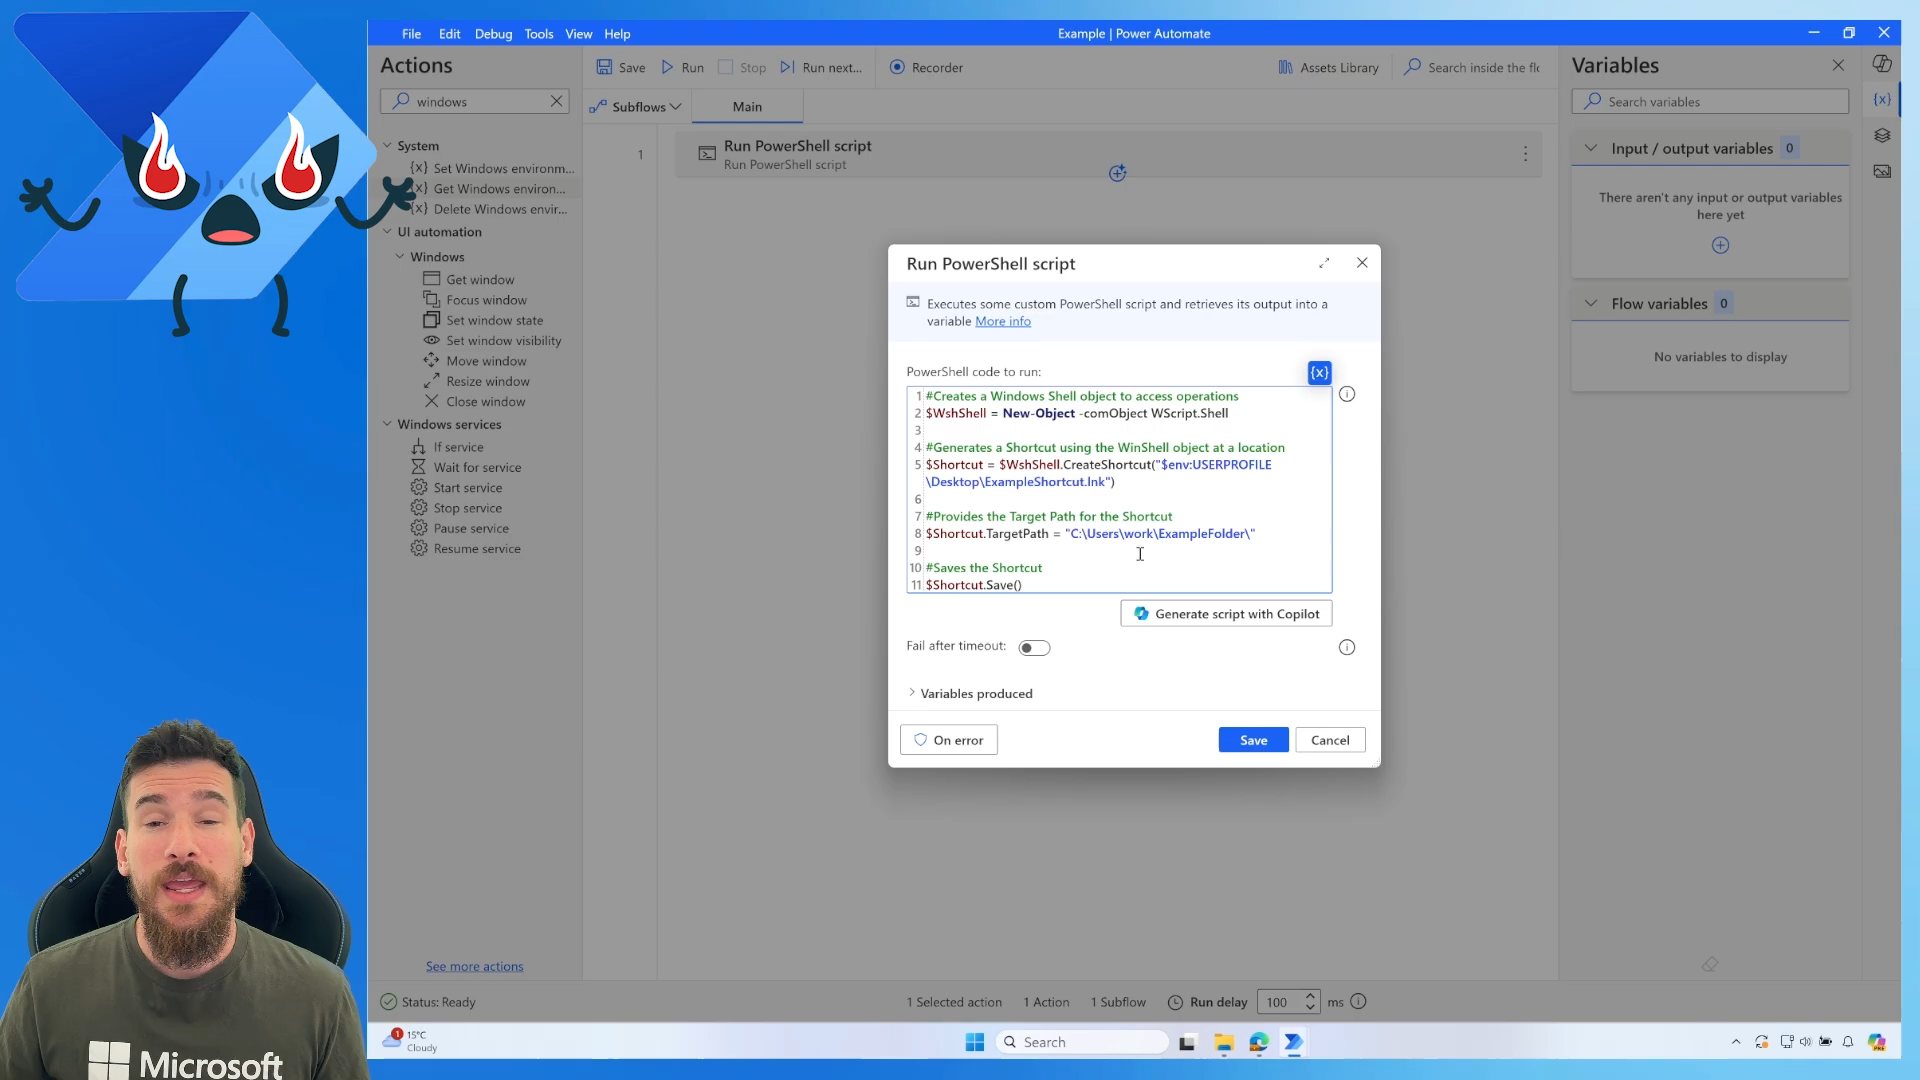 File Edit Debug Tools View Help
Example | Power Automate
Actions
windows
System
{x} Set Windows environm...
{x} Get Windows environ...
{x} Delete Windows envir...
UI automation
Windows
Get window
Focus window
Set window state
Set window visibility
Move window
Resize window
Close window
Windows services
If service
Wait for service
Start service
Stop service
Pause service
Resume service
See more actions
Save Run Stop Run next... Recorder
Assets Library Search inside the flo
Subflows Main
1
Run PowerShell script
Run PowerShell script
Run PowerShell script
Executes some custom PowerShell script and retrieves its output into a
variable More info
PowerShell code to run:
{x}
1 #Creates a Windows Shell object to access operations
2 $WshShell = New-Object -comObject WScript.Shell
3
4 #Generates a Shortcut using the WinShell object at a location
5 $Shortcut = $WshShell.CreateShortcut("$env:USERPROFILE
\Desktop\ExampleShortcut.lnk")
6
7 #Provides the Target Path for the Shortcut
8 $Shortcut.TargetPath = "C:\Users\work\ExampleFolder\"
9
10 #Saves the Shortcut
11 $Shortcut.Save()
Generate script with Copilot
Fail after timeout:
Variables produced
On error
Save Cancel
Variables
Search variables
{x}
Input / output variables 0
There aren't any input or output variables
here yet
Flow variables 0
No variables to display
Status: Ready
1 Selected action 1 Action 1 Subflow Run delay 100 ms
1
15°C
Cloudy
Search
PRE
Microsoft